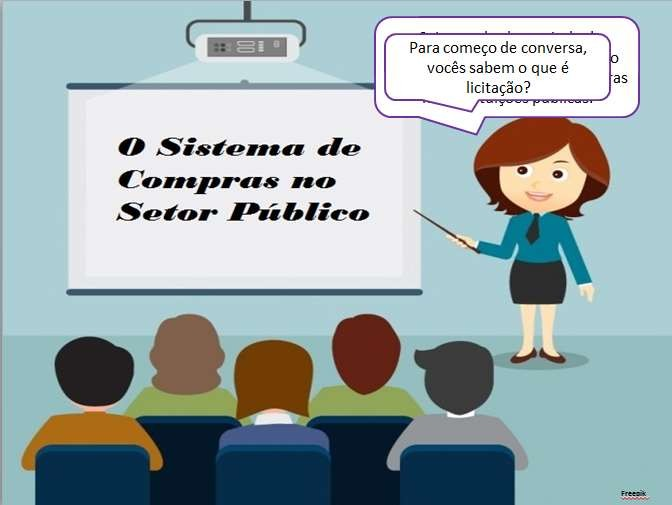 Para começo de conversa,
vocês sabem o que é
licitação?
O Sistema de
Compras no
Setor Público
Freepik